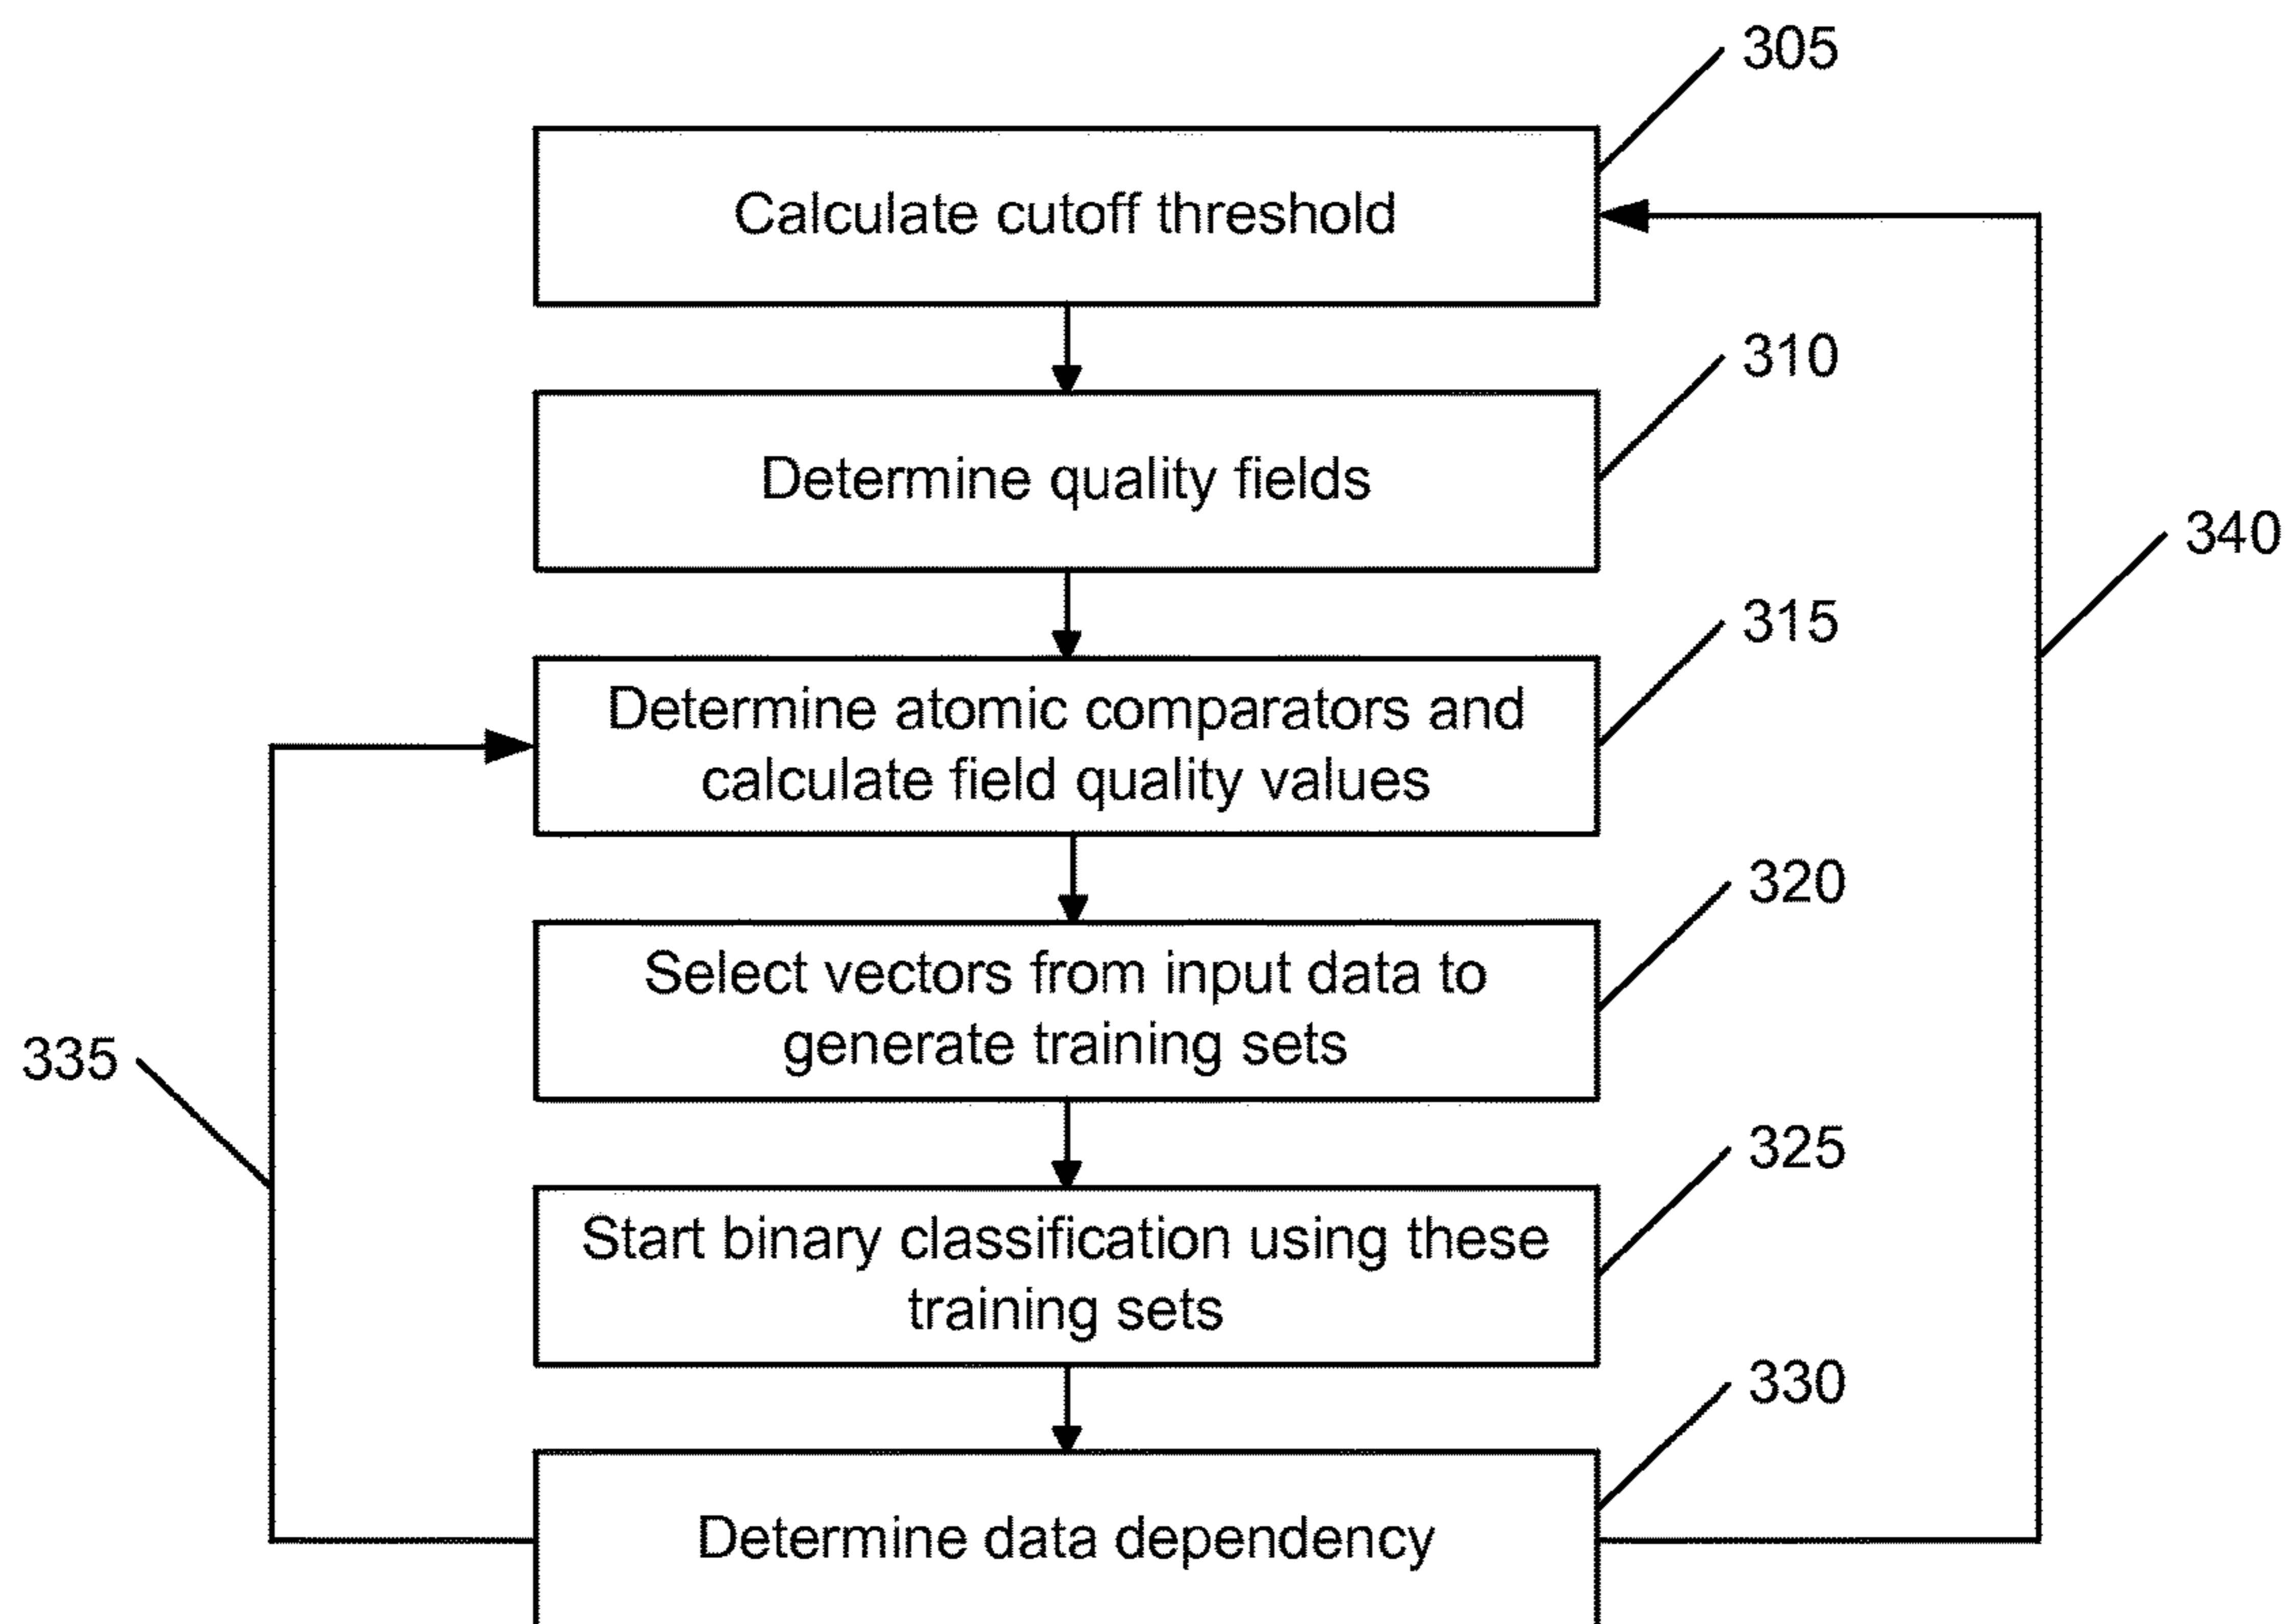 305
Calculate cutoff threshold
310
Determine quality fields
340
315
Determine atomic comparators and
calculate field quality values
320
Select vectors from input data to
generate training sets
335
325
Start binary classification using these
training sets
330
Determine data dependency